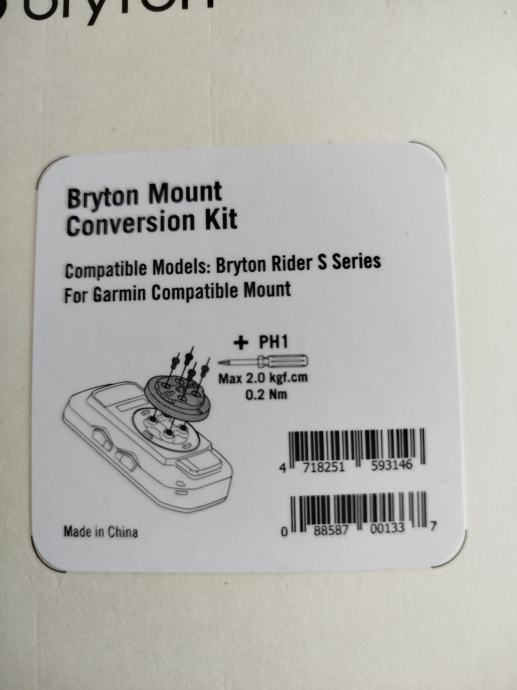 bryton
Bryton Mount
Conversion Kit
Compatible Models: Bryton Rider S Series
For Garmin Compatible Mount
+ PH1
Max 2.0 kgf.cm
0.2 Nm
4 718251 593146
0 88587 00133 7
Made in China